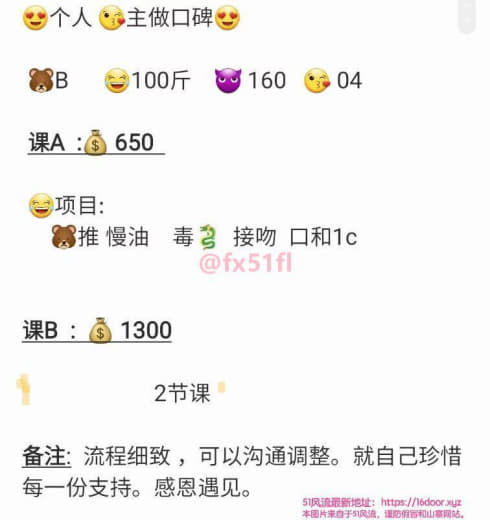 😍个人 😘主做口碑😍
🐻B 😂100斤 😈160 😘04
课A :💰 650
😄项目:
🐻推 慢油 毒🐉 接吻 口和1c
@fx51fl
课B : 💰 1300
2节课
备注: 流程细致 ，可以沟通调整。就自己珍惜
每一份支持。感恩遇见。
51风流最新地址: https://16door.xyz
本图片来自于51风流，谨防假冒和山寨网站。